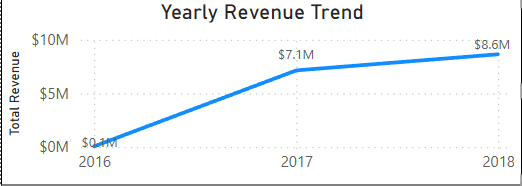 Yearly Revenue Trend
Total Revenue
$10M
$5M
$0M
$0.1M
$7.1M
$8.6M
2016
2017
2018